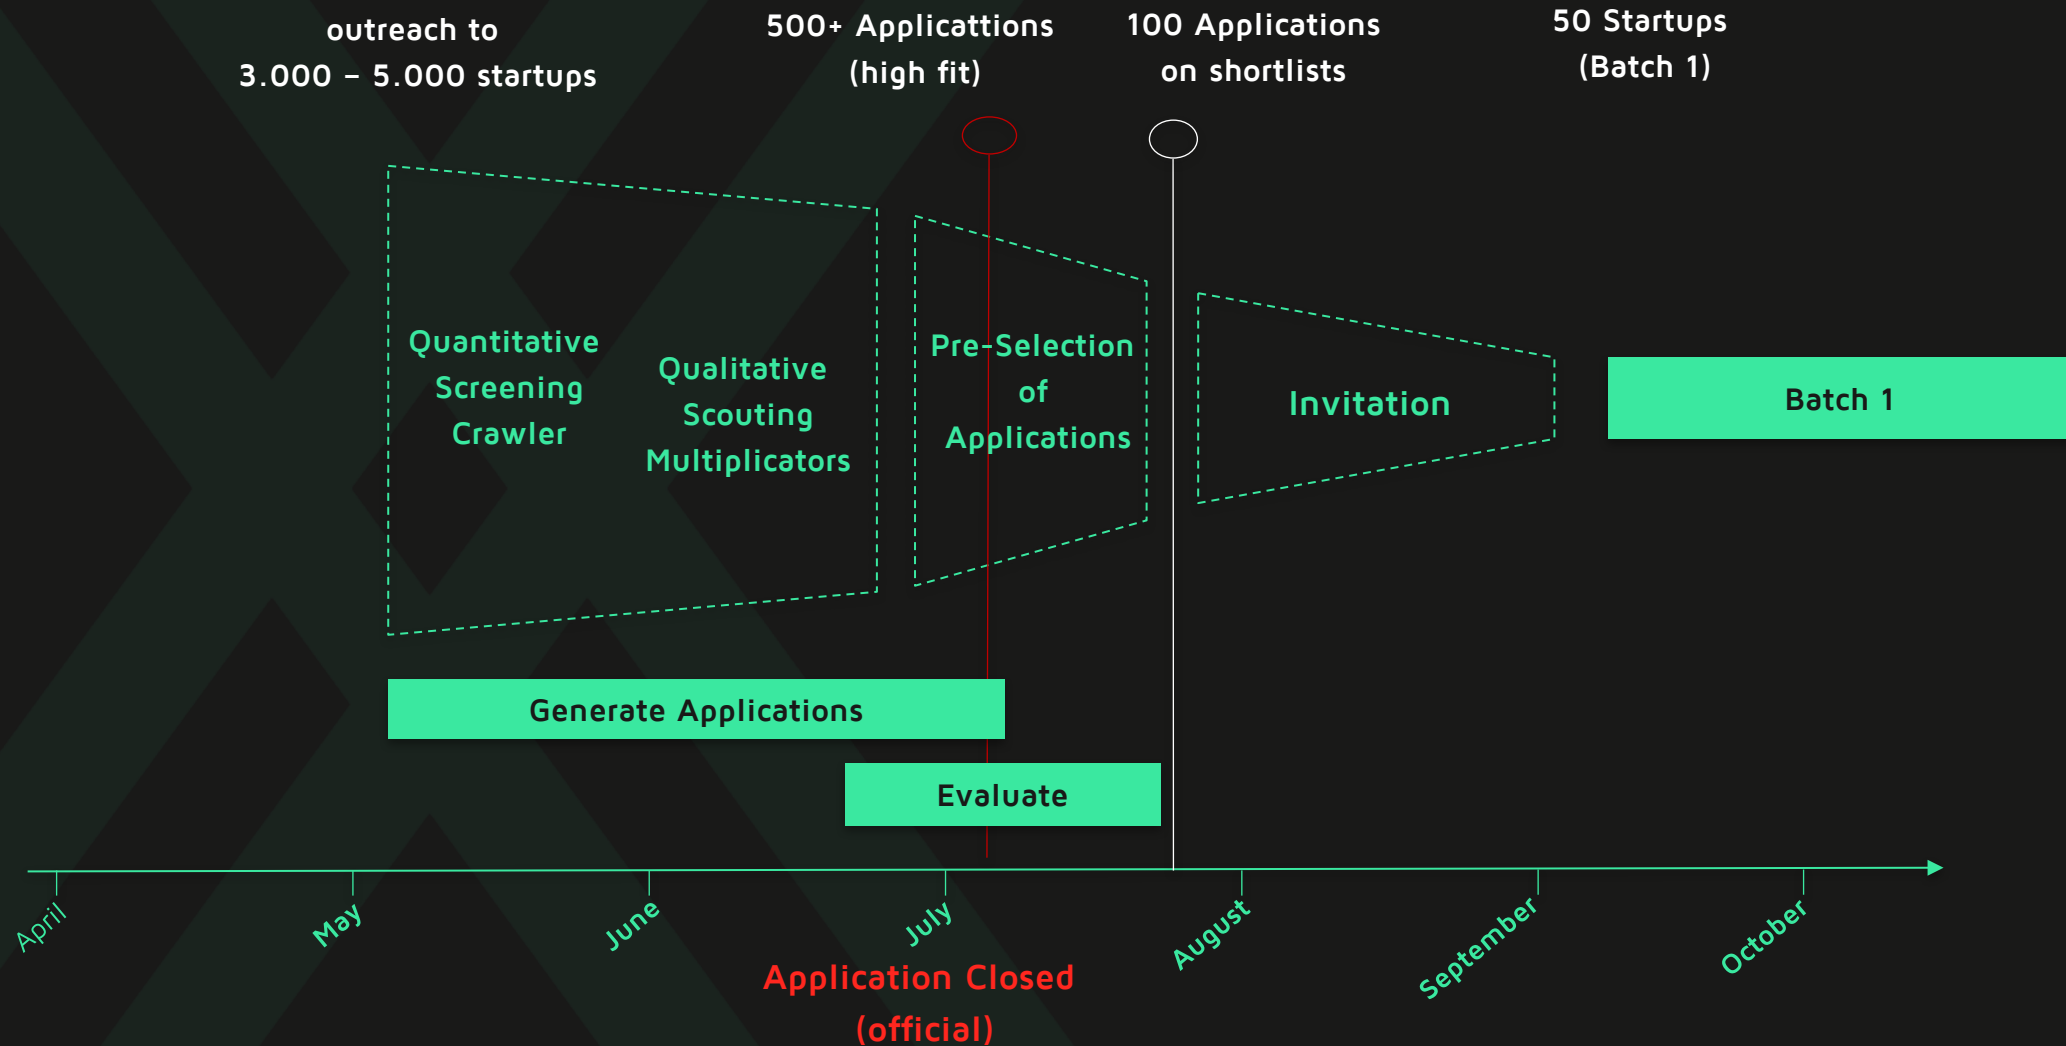 outreach to
3.000 – 5.000 startups
500+ Applicattions
(high fit)
100 Applications
on shortlists
50 Startups
(Batch 1)
Quantitative
Screening
Crawler
Qualitative
Scouting
Multiplicators
Pre-Selection
of
Applications
Invitation
Batch 1
Generate Applications
Evaluate
April
May
June
July
August
September
October
Application Closed
(official)